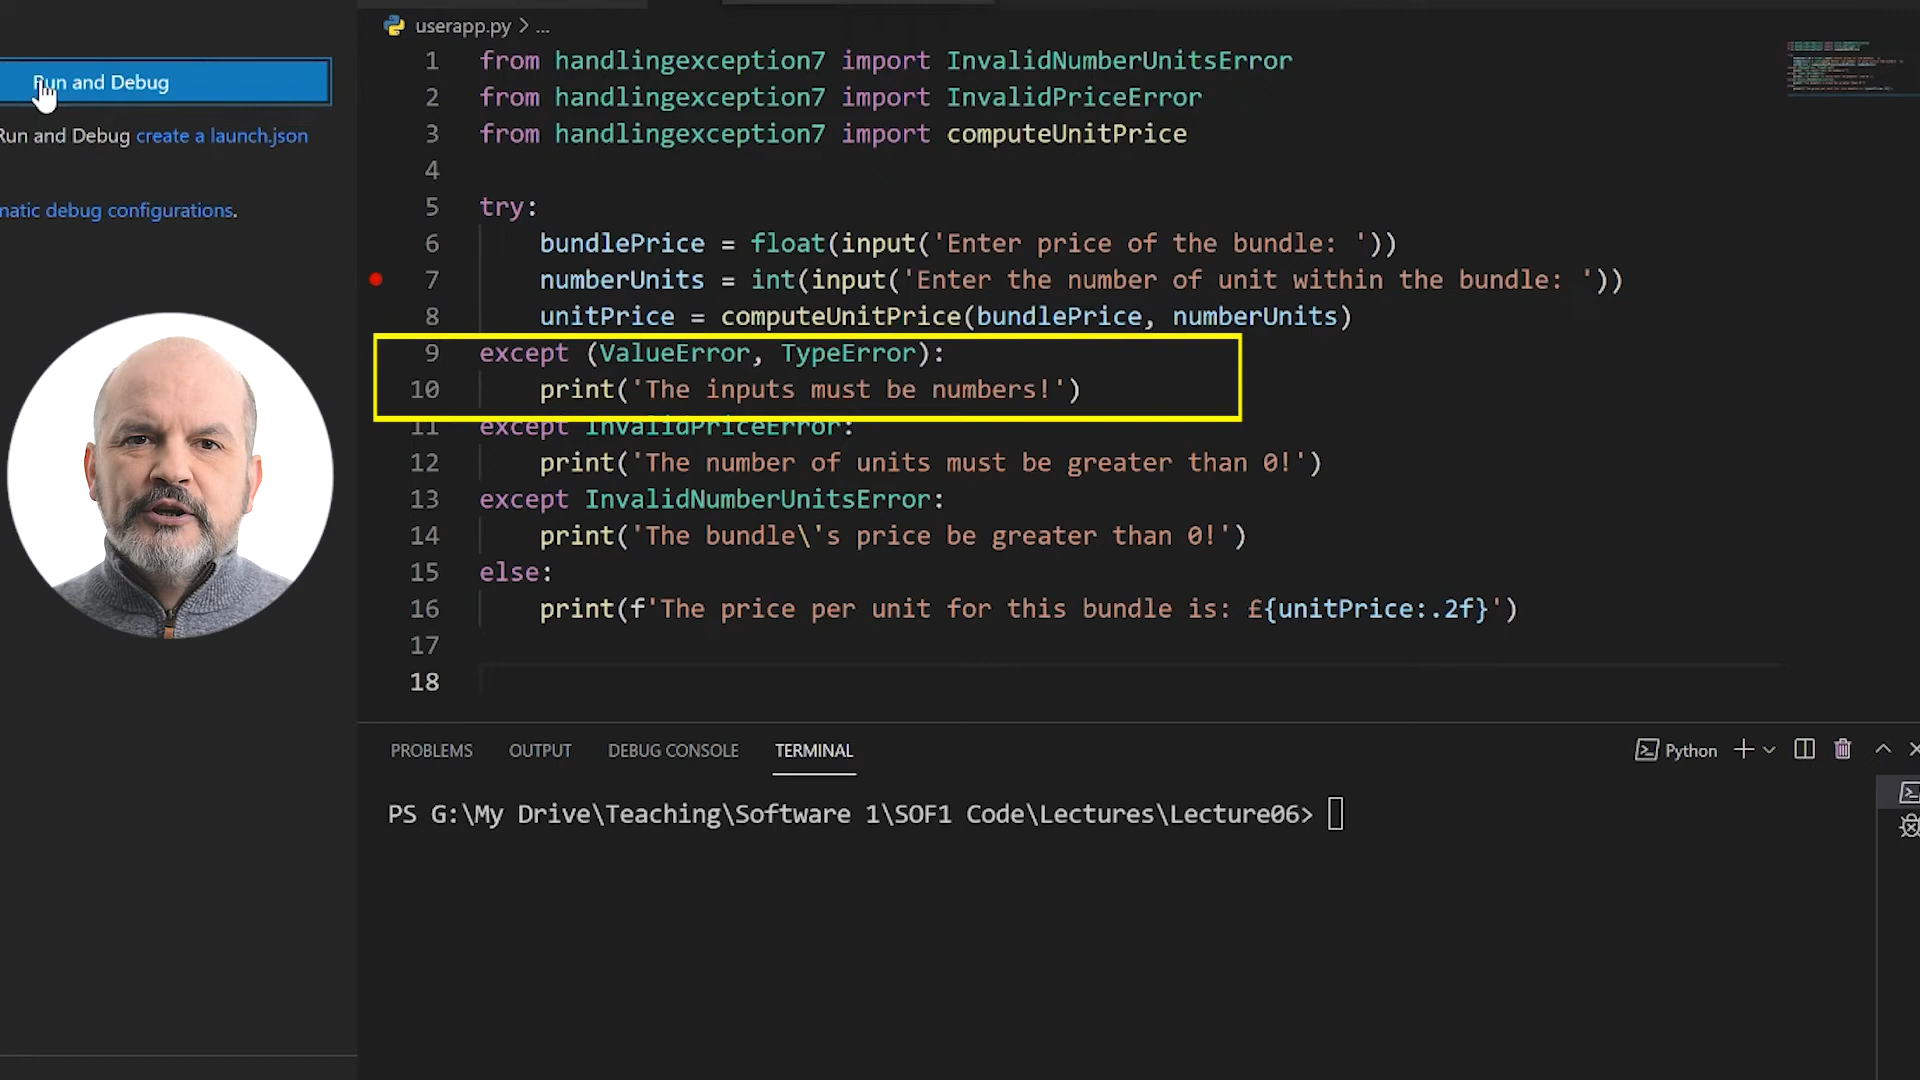 userapp.py > ...
Run and Debug
Run and Debug create a launch.json
matic debug configurations.
1 from handlingexception7 import InvalidNumberUnitsError
2 from handlingexception7 import InvalidPriceError
3 from handlingexception7 import computeUnitPrice
4
5 try:
6 bundlePrice = float(input('Enter price of the bundle: '))
7 numberUnits = int(input('Enter the number of unit within the bundle: '))
8 unitPrice = computeUnitPrice(bundlePrice, numberUnits)
9 except (ValueError, TypeError):
10 print('The inputs must be numbers!')
11 except InvalidPriceError:
12 print('The number of units must be greater than 0!')
13 except InvalidNumberUnitsError:
14 print('The bundle\'s price be greater than 0!')
15 else:
16 print(f'The price per unit for this bundle is: £{unitPrice:.2f}')
17
18
PROBLEMS OUTPUT DEBUG CONSOLE TERMINAL Python
PS G:\My Drive\Teaching\Software 1\SOF1 Code\Lectures\Lecture06>